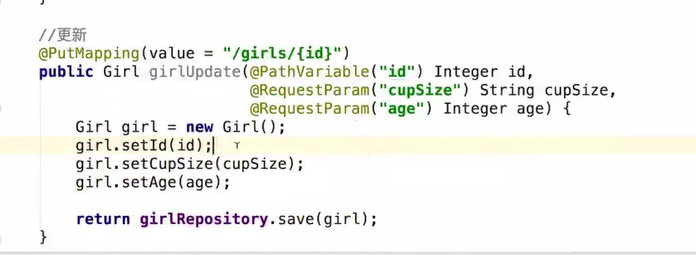 }
//更新
@PutMapping(value = "/girls/{id}")
public Girl girlUpdate(@PathVariable("id") Integer id,
@RequestParam("cupSize") String cupSize,
@RequestParam("age") Integer age) {
Girl girl = new Girl();
girl.setId(id);
girl.setCupSize(cupSize);
girl.setAge(age);
return girlRepository.save(girl);
}